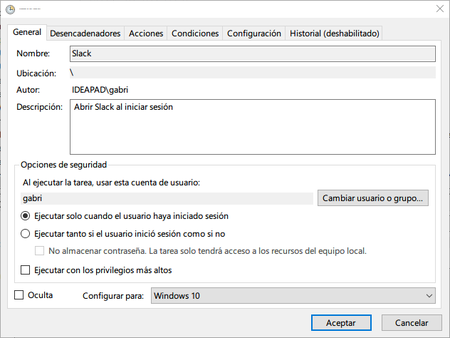 General Desencadenadores Acciones Condiciones Configuración Historial (deshabilitado)
Nombre: Slack
Ubicación: \
Autor: IDEAPAD\gabri
Descripción: Abrir Slack al iniciar sesión
Opciones de seguridad
Al ejecutar la tarea, usar esta cuenta de usuario:
gabri Cambiar usuario o grupo...
Ejecutar solo cuando el usuario haya iniciado sesión
Ejecutar tanto si el usuario inició sesión como si no
No almacenar contraseña. La tarea solo tendrá acceso a los recursos del equipo local.
Ejecutar con los privilegios más altos
Oculta Configurar para: Windows 10
Aceptar Cancelar